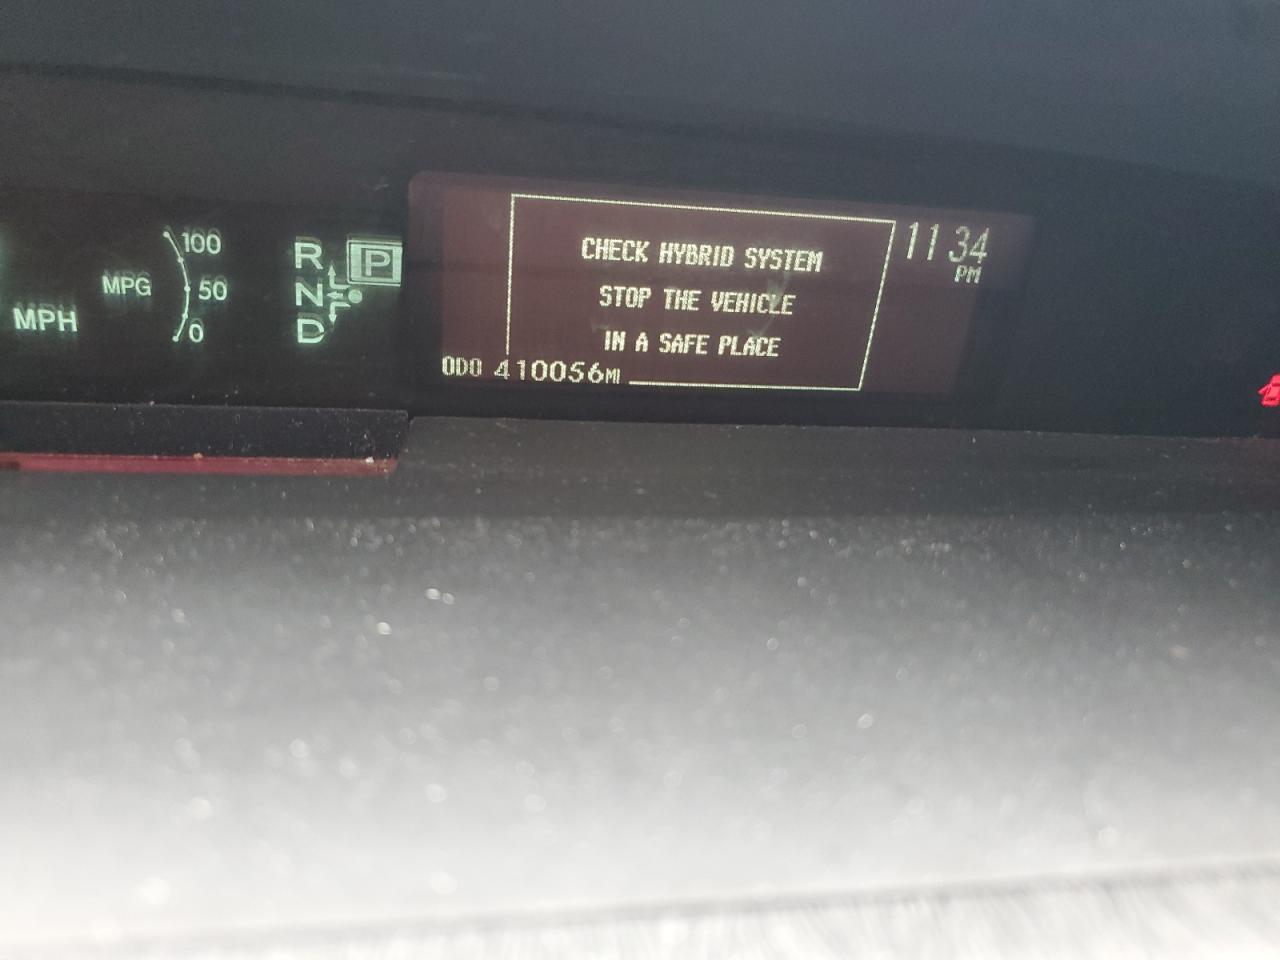 100
MPG
50
MPH
0
R
P
N
D
CHECK HYBRID SYSTEM
STOP THE VEHICLE
IN A SAFE PLACE
ODO 410056MI
11 34
PM